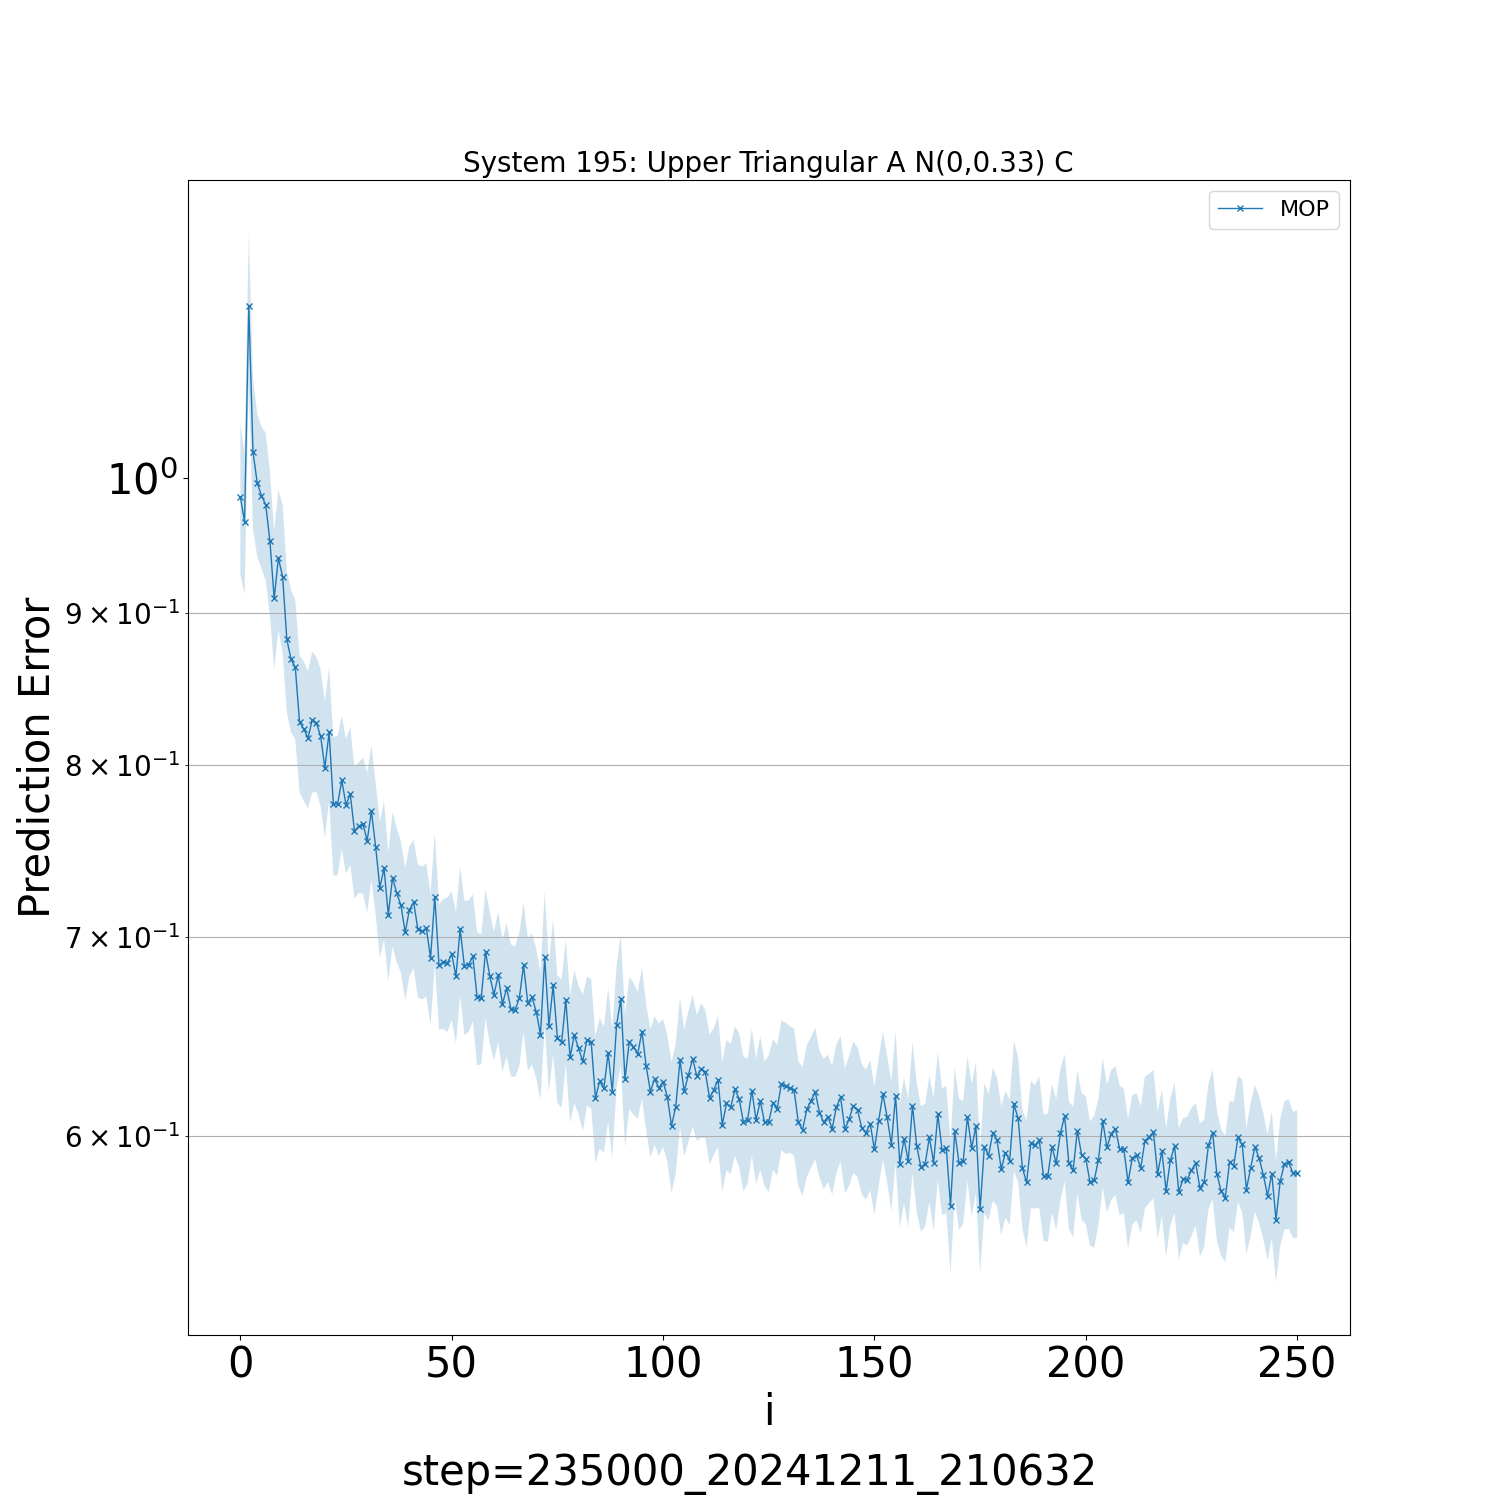 System 195: Upper Triangular A N(0,0.33) C
MOP
Prediction Error
10⁰
9 × 10⁻¹
8 × 10⁻¹
7 × 10⁻¹
6 × 10⁻¹
0 50 100 150 200 250
i
step=235000_20241211_210632